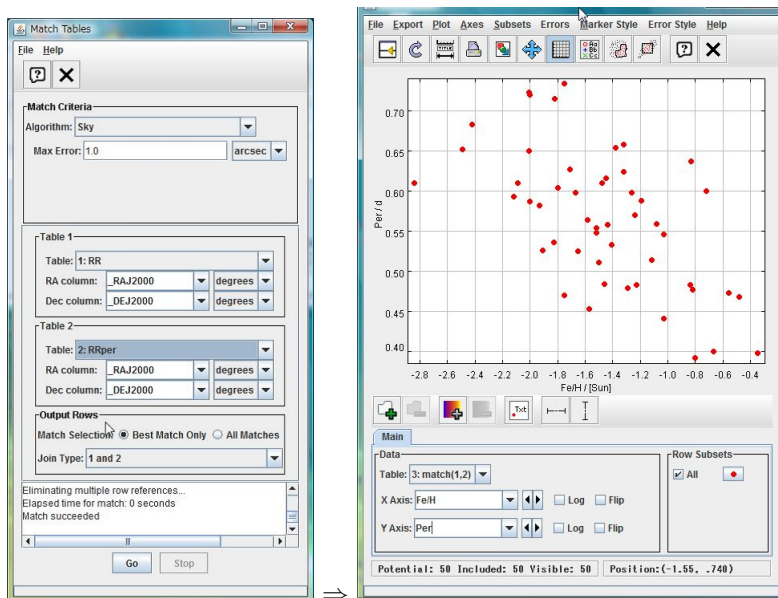 Match Tables
File Help
Match Criteria
Algorithm: Sky
Max Error: 1.0 arcsec
Table 1
Table: 1: RR
RA column: _RAJ2000 degrees
Dec column: _DEJ2000 degrees
Table 2
Table: 2: RRper
RA column: _RAJ2000 degrees
Dec column: _DEJ2000 degrees
Output Rows
Match Selection: Best Match Only All Matches
Join Type: 1 and 2
Eliminating multiple row references...
Elapsed time for match: 0 seconds
Match succeeded
Go Stop
⇒
File Export Plot Axes Subsets Errors Marker Style Error Style Help
Per / d
0.70
0.65
0.60
0.55
0.50
0.45
0.40
-2.8 -2.6 -2.4 -2.2 -2.0 -1.8 -1.6 -1.4 -1.2 -1.0 -0.8 -0.6 -0.4
Fe/H / [Sun]
Txt
Main
Data
Table: 3: match(1,2)
X Axis: Fe/H Log Flip
Y Axis: Per Log Flip
Row Subsets
All
Potential: 50 Included: 50 Visible: 50 Position:(-1.55, .740)